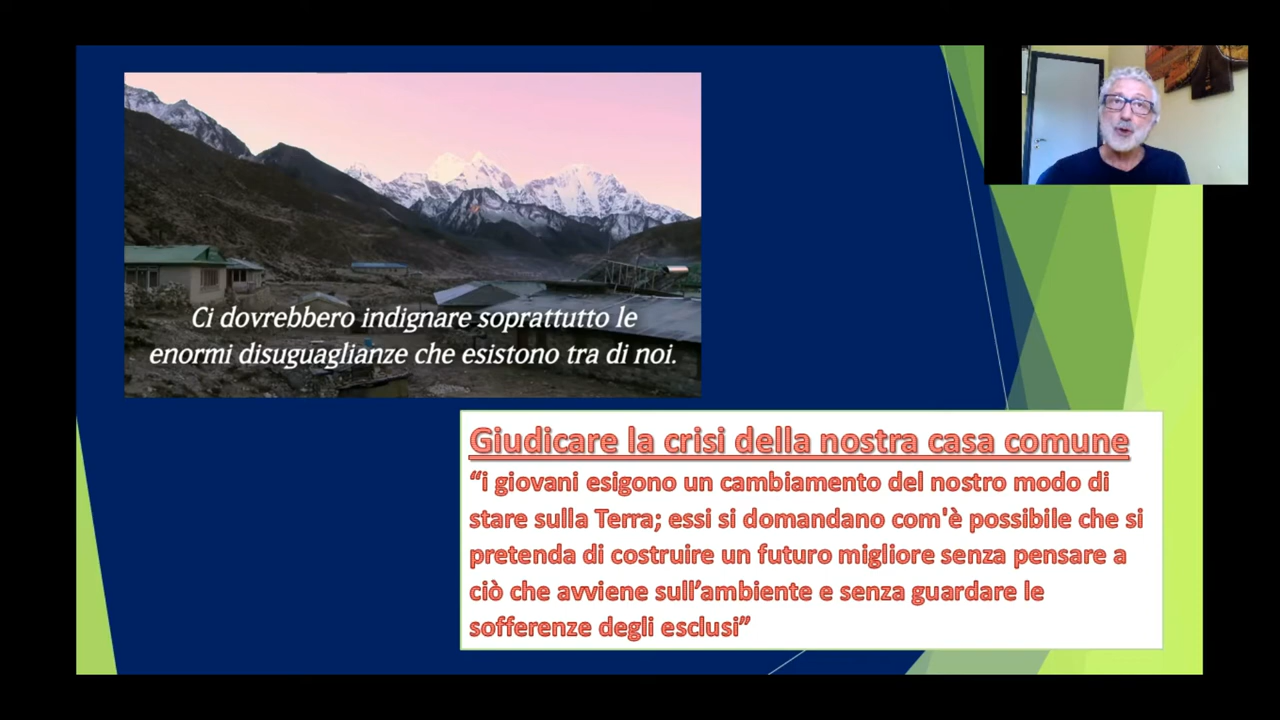 Ci dovrebbero indignare soprattutto le
enormi disuguaglianze che esistono tra di noi.
Giudicare la crisi della nostra casa comune
“i giovani esigono un cambiamento del nostro modo di
stare sulla Terra; essi si domandano com'è possibile che si
pretenda di costruire un futuro migliore senza pensare a
ciò che avviene sull’ambiente e senza guardare le
sofferenze degli esclusi”